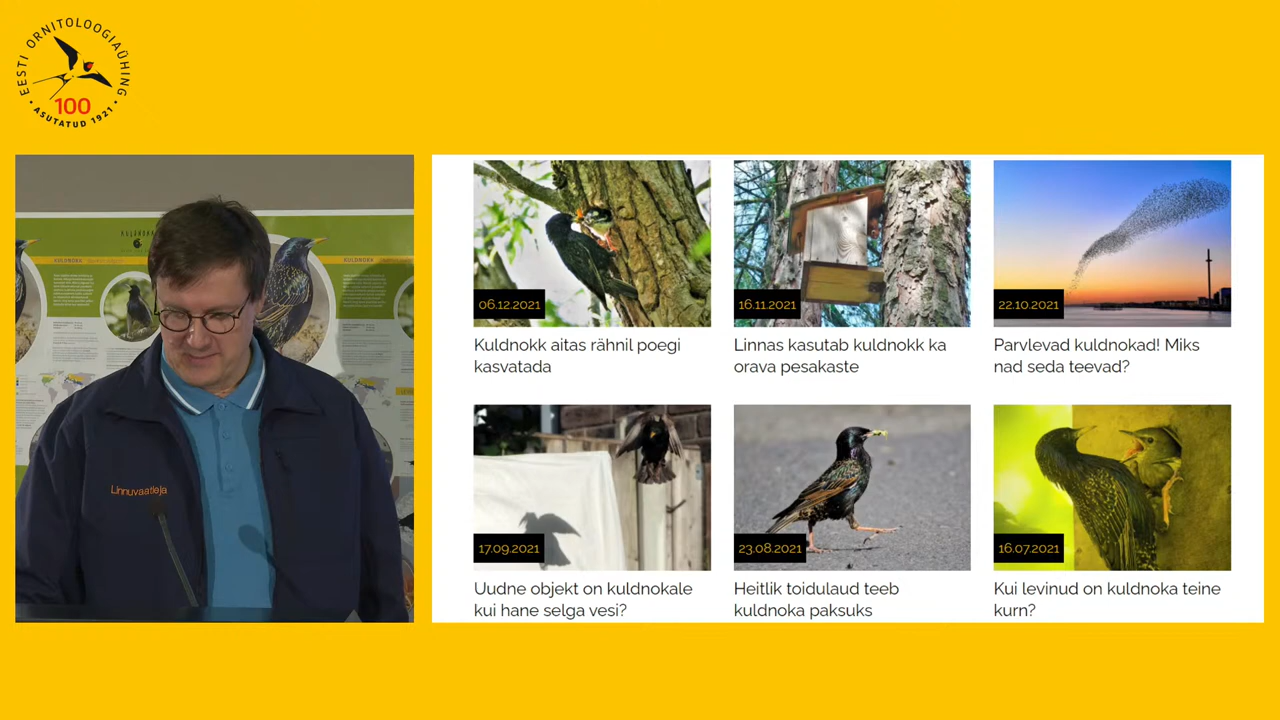 EESTI ORNITOLOOGIAÜHING
100
• ASUTATUD 1921 •
KULDNOKK
KULDNOKK
Linnuvaatleja
06.12.2021
Kuldnokk aitas rähnil poegi
kasvatada
16.11.2021
Linnas kasutab kuldnokk ka
orava pesakaste
22.10.2021
Parvlevad kuldnokad! Miks
nad seda teevad?
17.09.2021
Uudne objekt on kuldnokale
kui hane selga vesi?
23.08.2021
Heitlik toidulaud teeb
kuldnoka paksuks
16.07.2021
Kui levinud on kuldnoka teine
kurn?